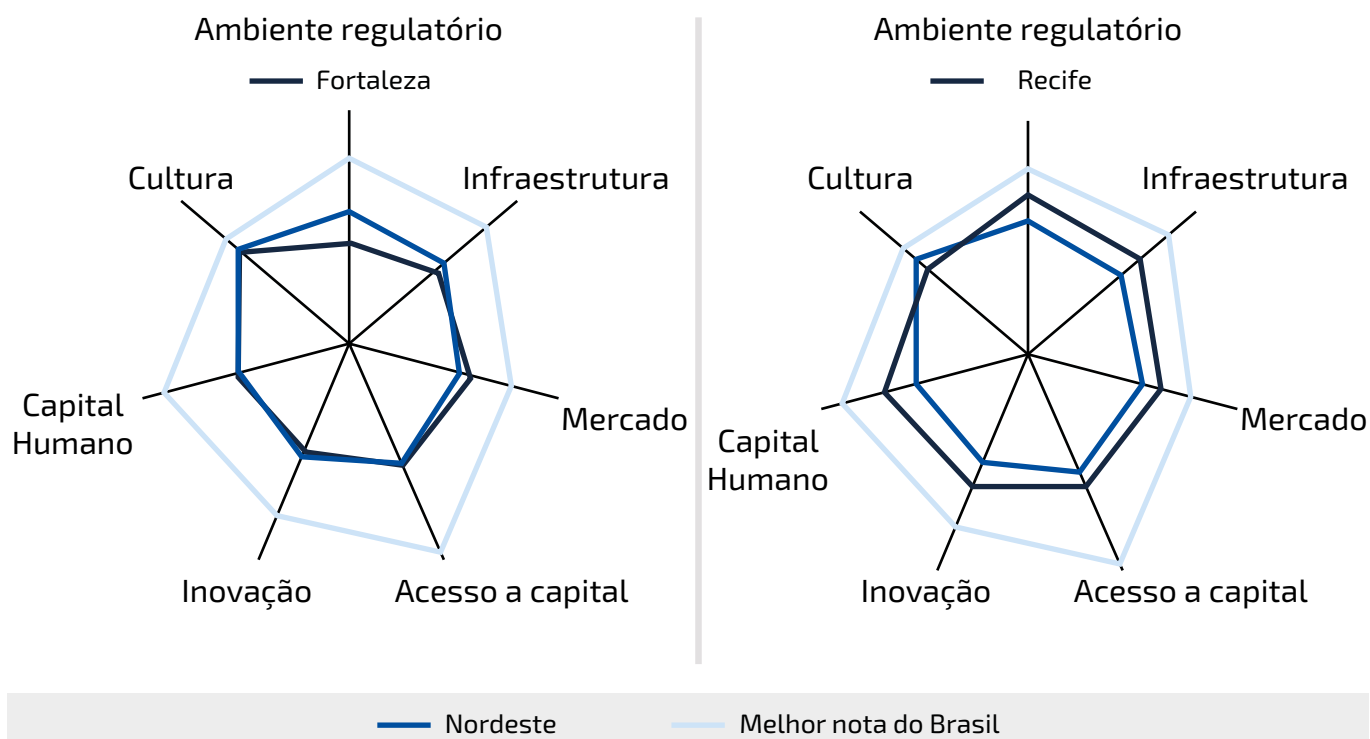 Ambiente regulatório
Fortaleza
Cultura
Infraestrutura
Capital
Humano
Mercado
Inovação
Acesso a capital
Ambiente regulatório
Recife
Cultura
Infraestrutura
Capital
Humano
Mercado
Inovação
Acesso a capital
Nordeste
Melhor nota do Brasil